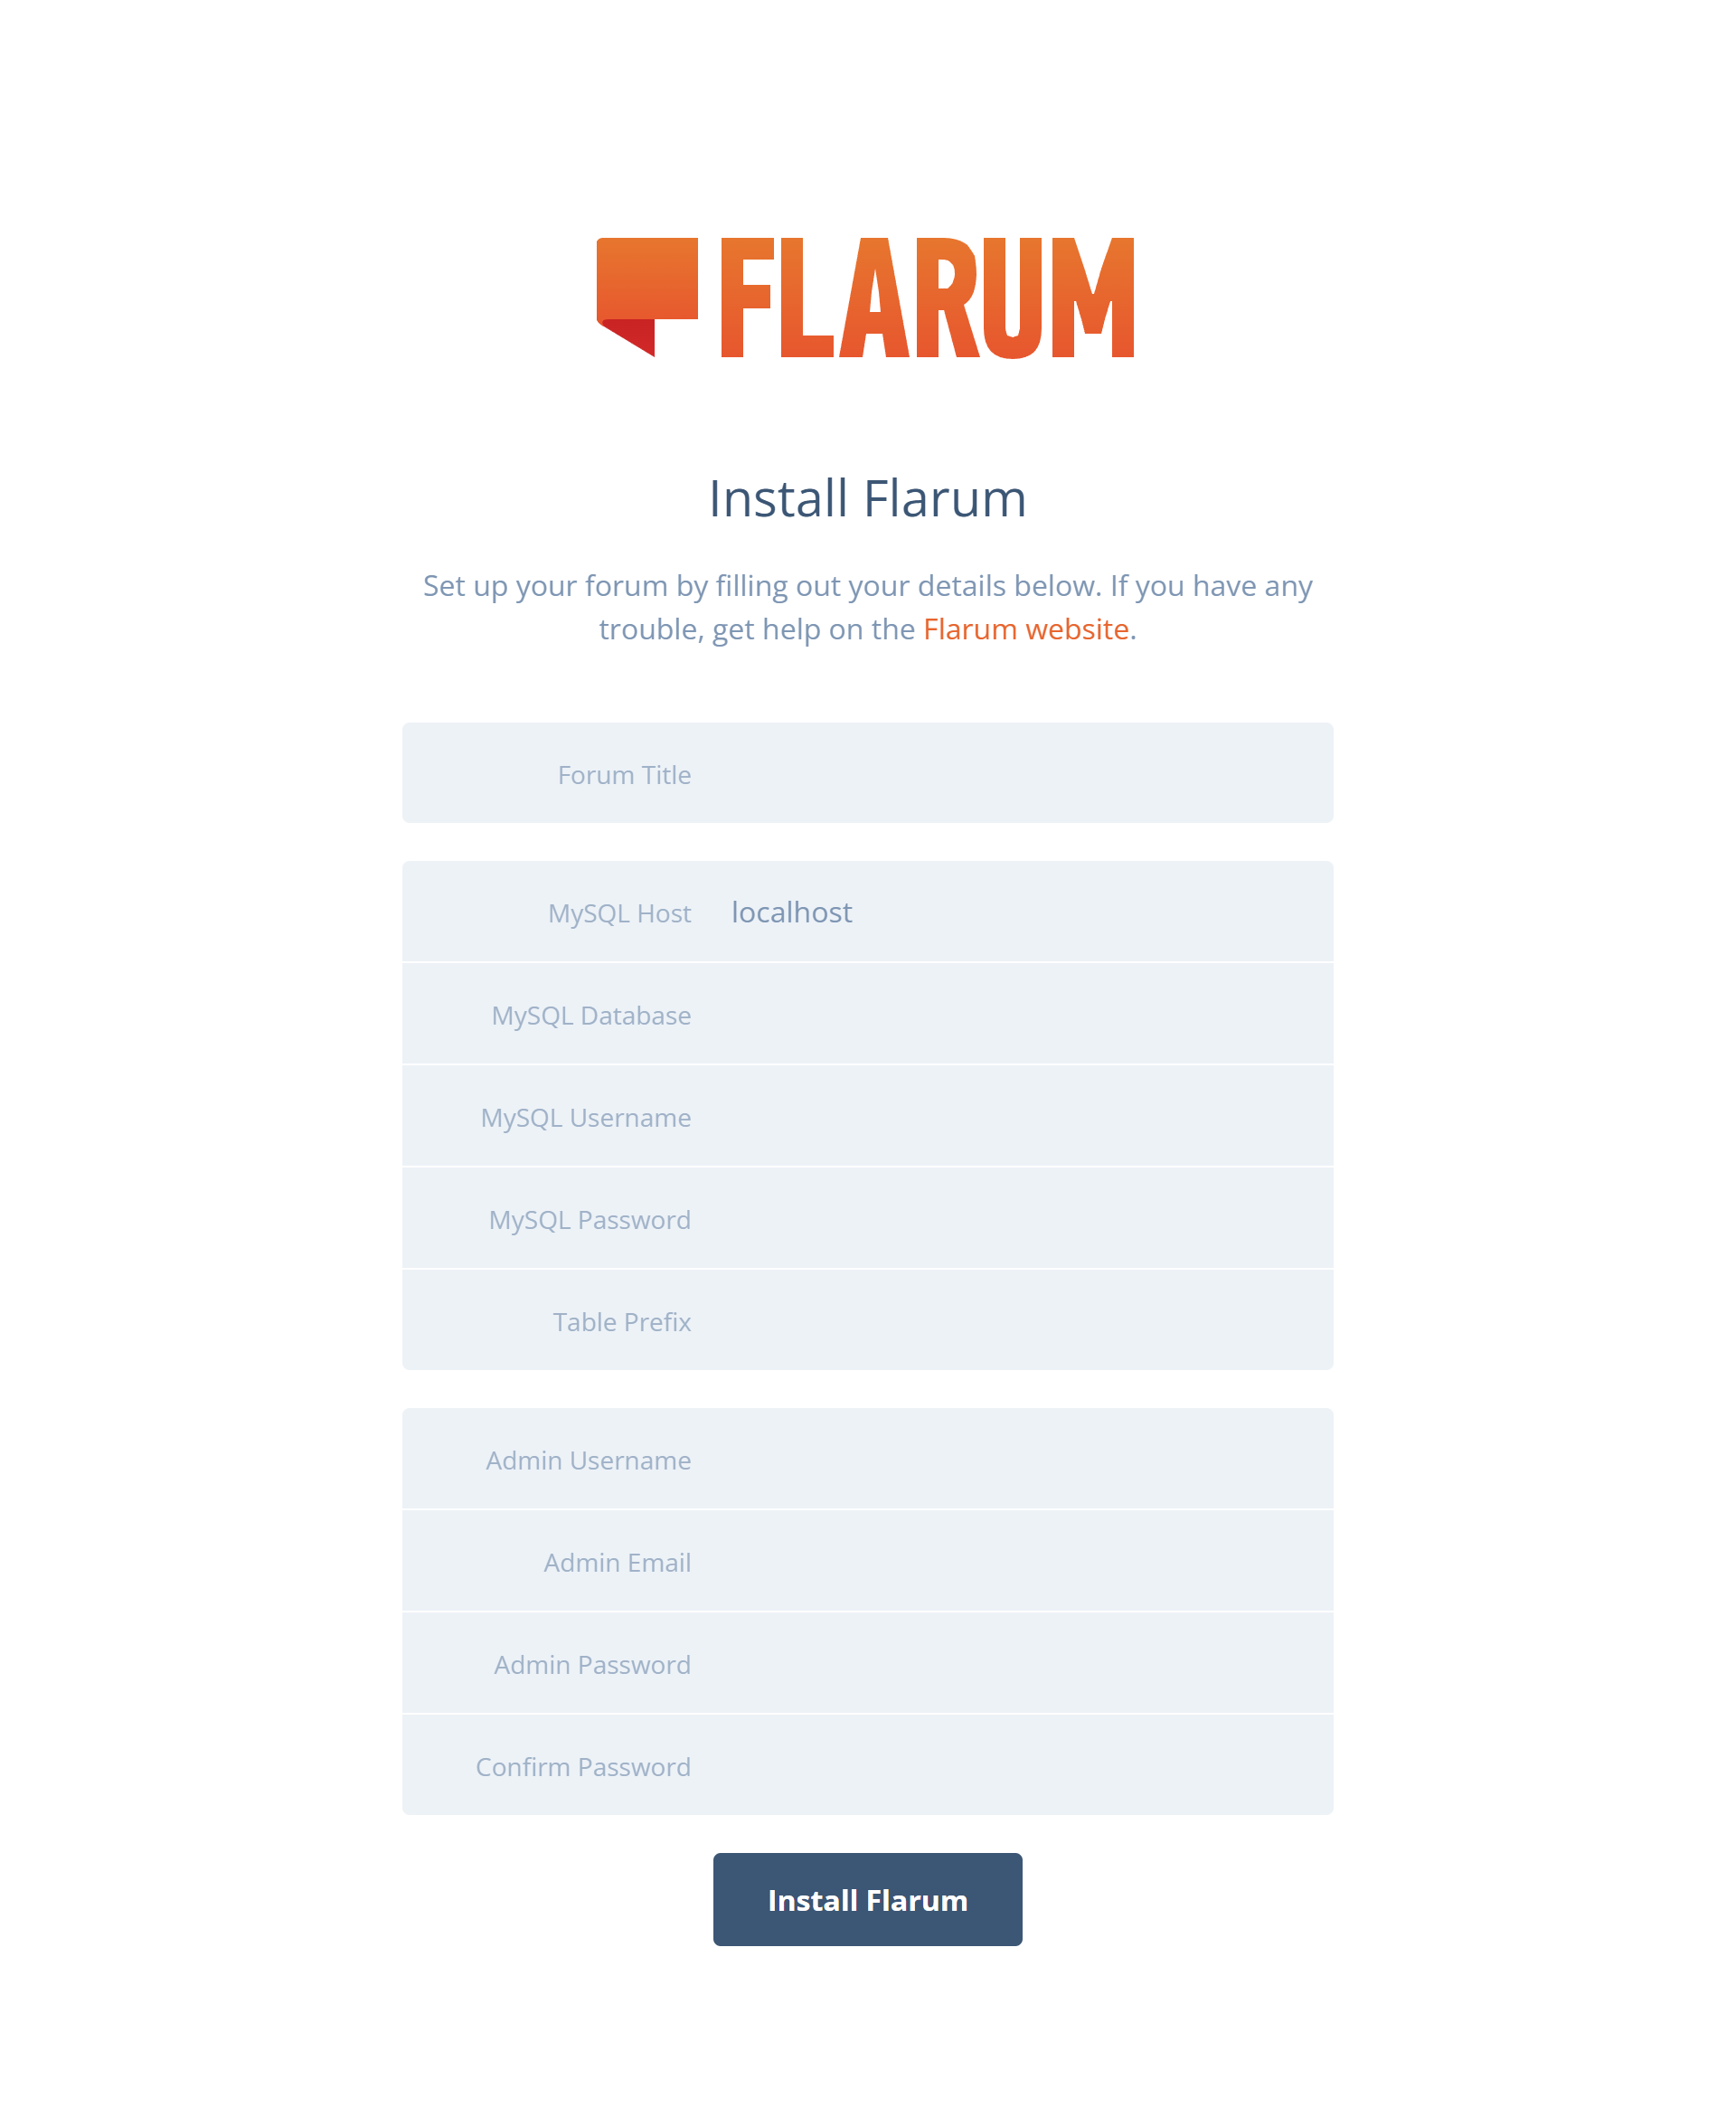 FLARUM
Install Flarum
Set up your forum by filling out your details below. If you have any
trouble, get help on the Flarum website.
Forum Title
MySQL Host localhost
MySQL Database
MySQL Username
MySQL Password
Table Prefix
Admin Username
Admin Email
Admin Password
Confirm Password
Install Flarum